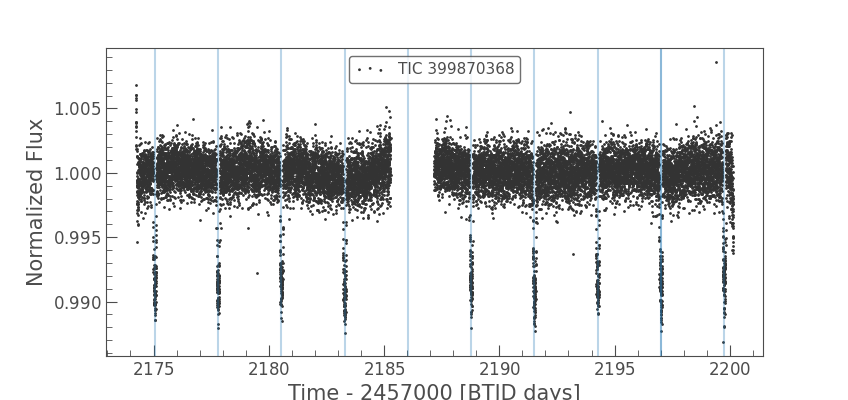 TIC 399870368
Normalized Flux
1.005
1.000
0.995
0.990
2175 2180 2185 2190 2195 2200
Time - 2457000 [BTJD days]